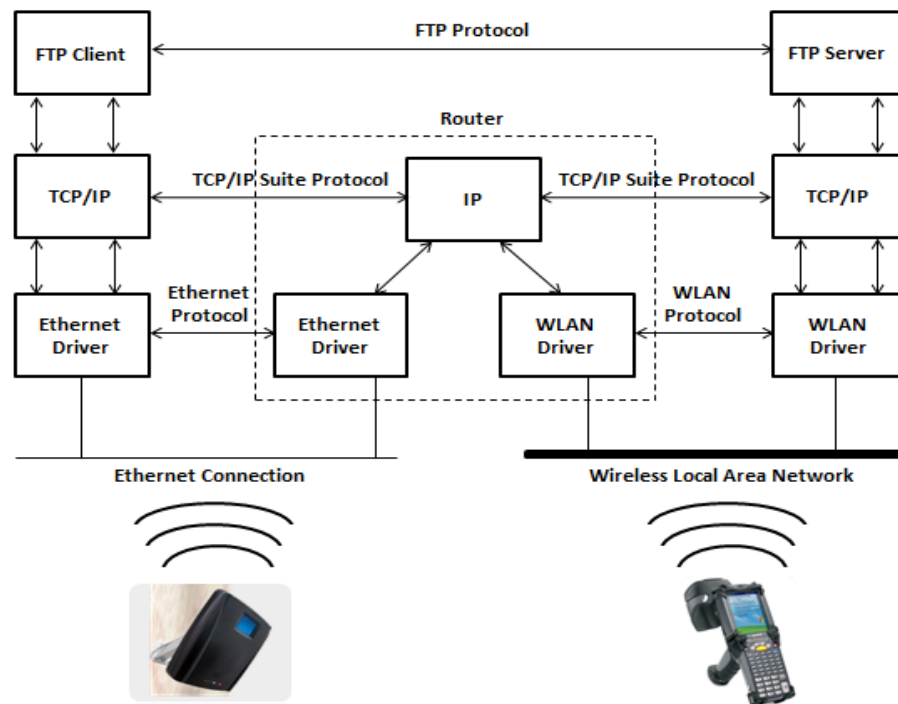 FTP Protocol
FTP Client
FTP Server
Router
TCP/IP Suite Protocol
TCP/IP Suite Protocol
TCP/IP
IP
TCP/IP
Ethernet
Protocol
WLAN
Protocol
Ethernet
Driver
Ethernet
Driver
WLAN
Driver
WLAN
Driver
Ethernet Connection
Wireless Local Area Network